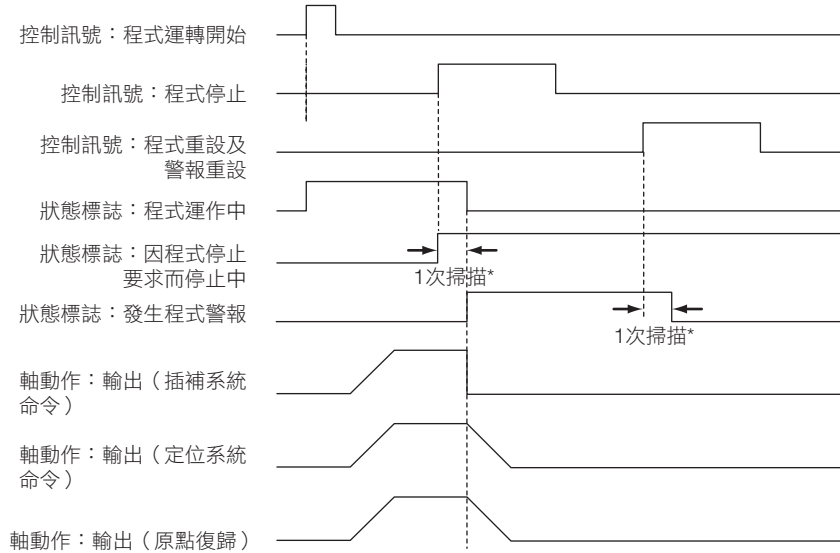 控制訊號：程式運轉開始
控制訊號：程式停止
控制訊號：程式重設及
警報重設
狀態標誌：程式運作中
狀態標誌：因程式停止
要求而停止中
1次掃描*
狀態標誌：發生程式警報
1次掃描*
軸動作：輸出（插補系統
命令）
軸動作：輸出（定位系統
命令）
軸動作：輸出（原點復歸）